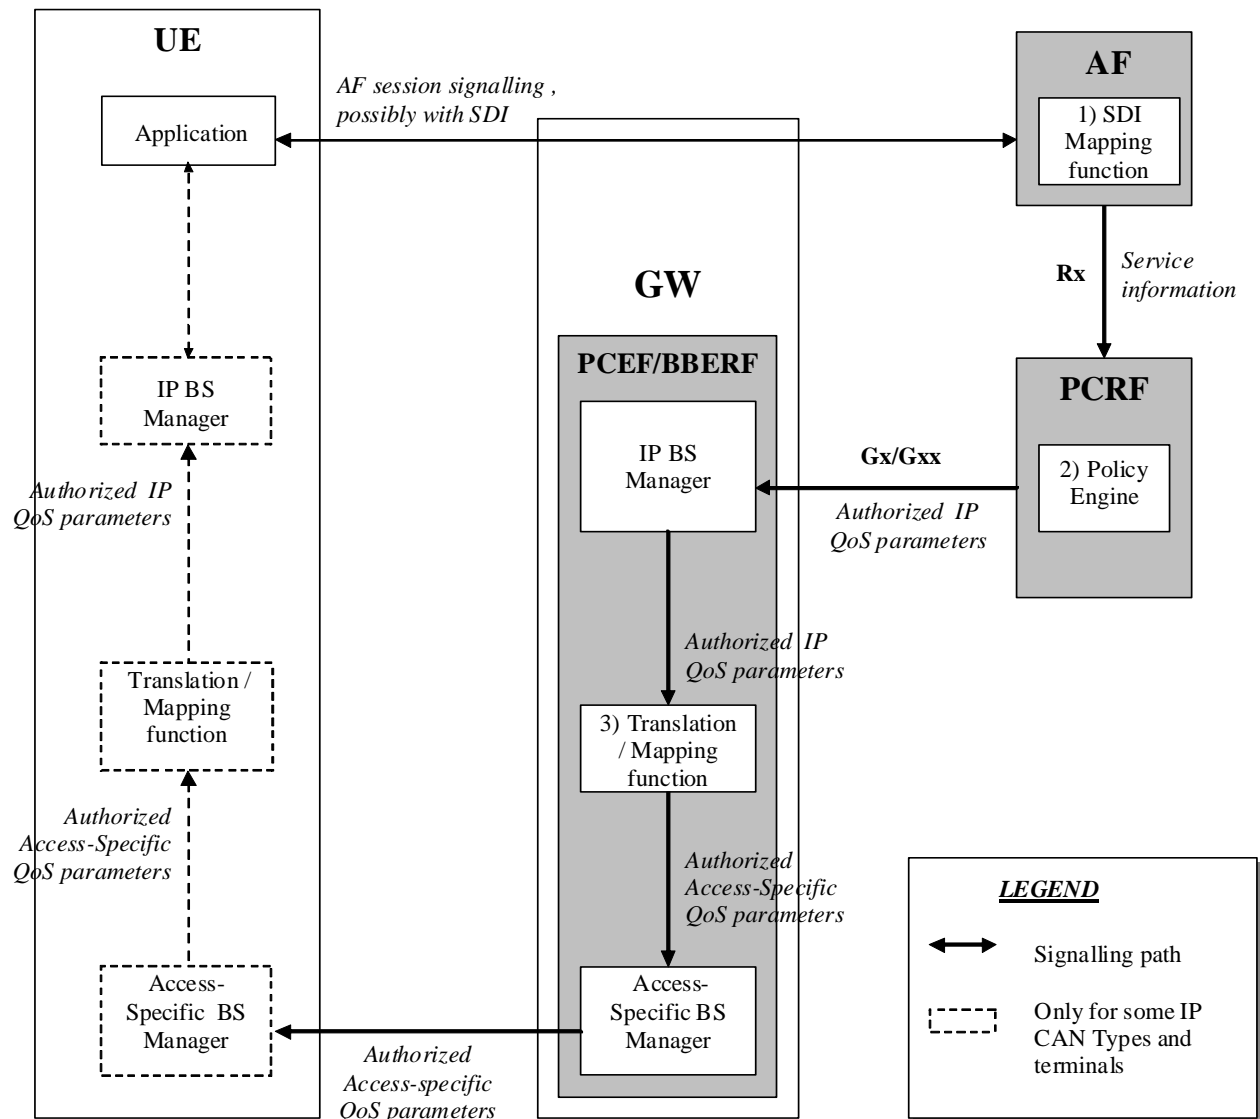 UE
Application
IP BS
Manager
Authorized IP
QoS parameters
Translation /
Mapping
function
Authorized
Access-Specific
QoS parameters
Access-
Specific BS
Manager
AF session signalling ,
possibly with SDI
GW
PCEF/BBERF
IP BS
Manager
Authorized IP
QoS parameters
3) Translation
/ Mapping
function
Authorized
Access-Specific
QoS parameters
Access-
Specific BS
Manager
Authorized
Access-specific
QoS parameters
AF
1) SDI
Mapping
function
Rx
Service
information
PCRF
2) Policy
Engine
Gx/Gxx
Authorized IP
QoS parameters
LEGEND
Signalling path
Only for some IP
CAN Types and
terminals